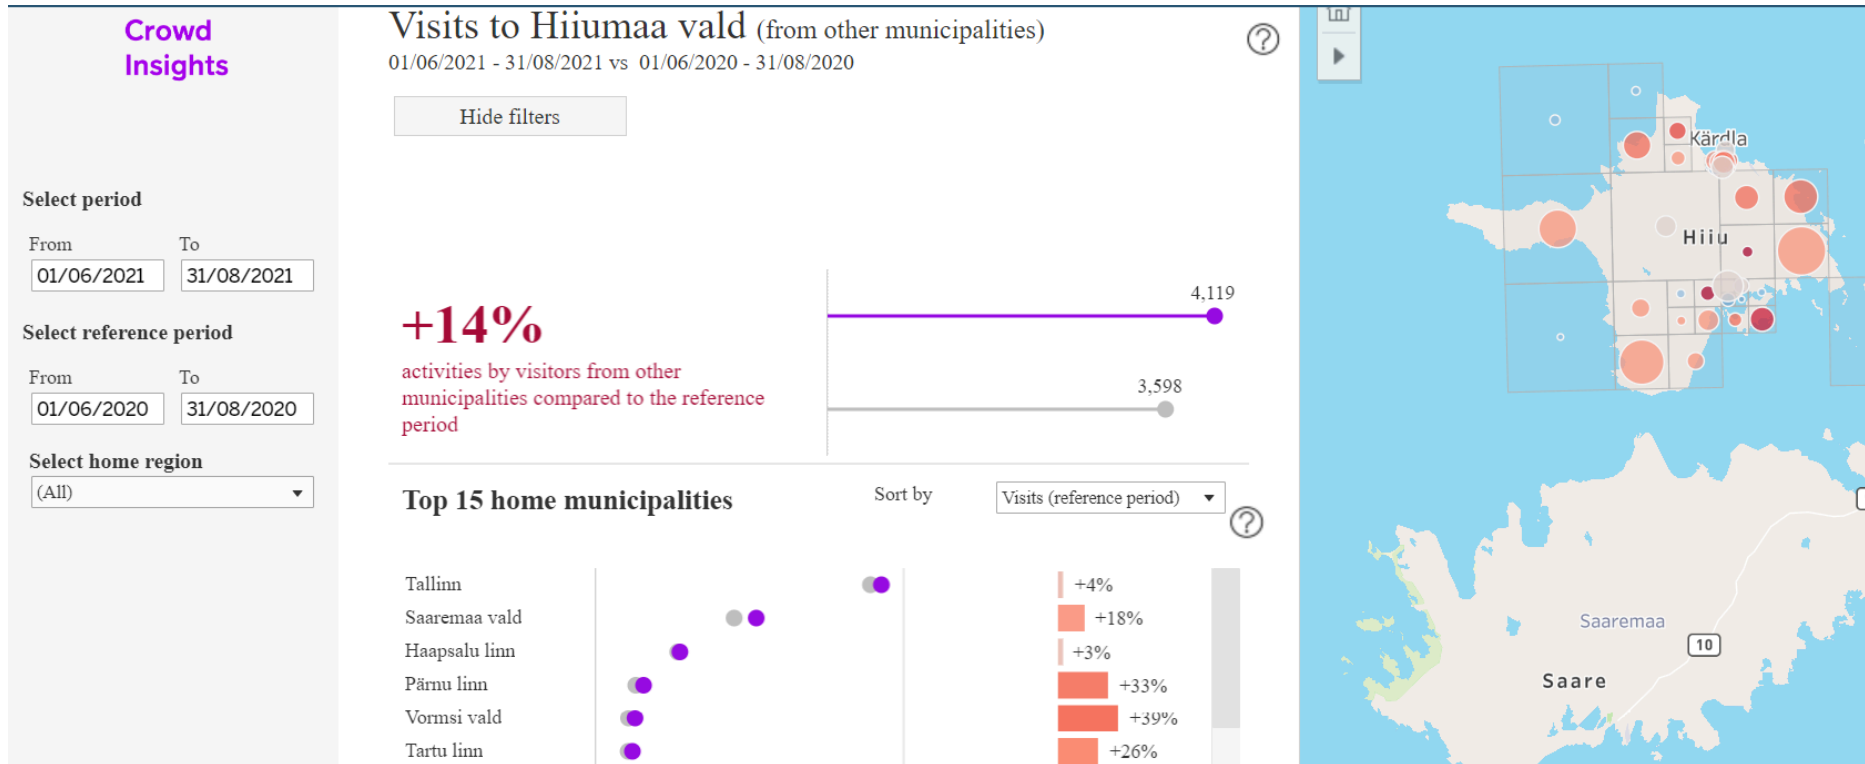 Crowd
Insights
Select period
From To
01/06/2021 31/08/2021
Select reference period
From To
01/06/2020 31/08/2020
Select home region
(All)
Visits to Hiiumaa vald (from other municipalities)
01/06/2021 - 31/08/2021 vs 01/06/2020 - 31/08/2020
?
Hide filters
+14%
activities by visitors from other
municipalities compared to the reference
period
4,119
3,598
Top 15 home municipalities
Sort by
Visits (reference period)
?
Tallinn +4%
Saaremaa vald +18%
Haapsalu linn +3%
Pärnu linn +33%
Vormsi vald +39%
Tartu linn +26%
Kärdla
Hiiu
Saaremaa
10
Saare